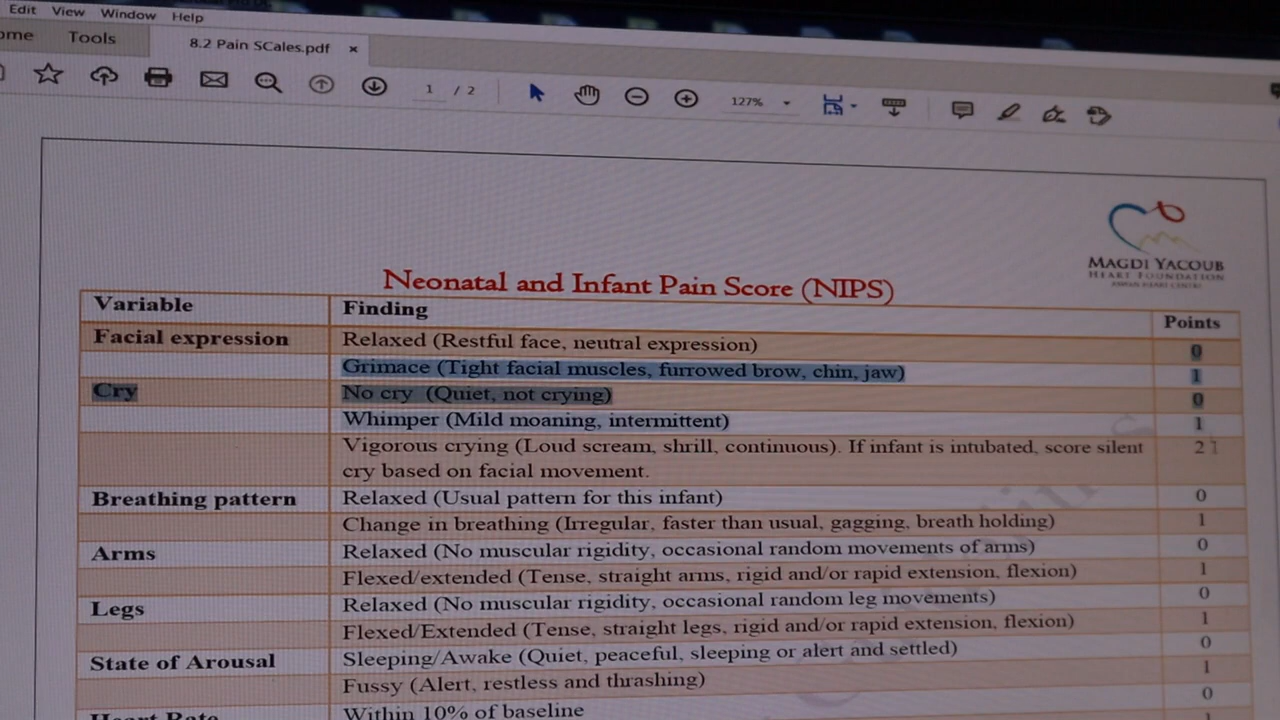 Edit View Window Help
ome Tools 8.2 Pain SCales.pdf ×
1 / 2 127%
MAGDI YACOUB
HEART FOUNDATION
ASWAN HEART CENTRE
Neonatal and Infant Pain Score (NIPS)
Variable Finding Points
Facial expression Relaxed (Restful face, neutral expression) 0
Grimace (Tight facial muscles, furrowed brow, chin, jaw) 1
Cry No cry (Quiet, not crying) 0
Whimper (Mild moaning, intermittent) 1
Vigorous crying (Loud scream, shrill, continuous). If infant is intubated, score silent 2
cry based on facial movement.
Breathing pattern Relaxed (Usual pattern for this infant) 0
Change in breathing (Irregular, faster than usual, gagging, breath holding) 1
Arms Relaxed (No muscular rigidity, occasional random movements of arms) 0
Flexed/extended (Tense, straight arms, rigid and/or rapid extension, flexion) 1
Legs Relaxed (No muscular rigidity, occasional random leg movements) 0
Flexed/Extended (Tense, straight legs, rigid and/or rapid extension, flexion) 1
State of Arousal Sleeping/Awake (Quiet, peaceful, sleeping or alert and settled) 0
Fussy (Alert, restless and thrashing) 1
Heart Rate Within 10% of baseline 0